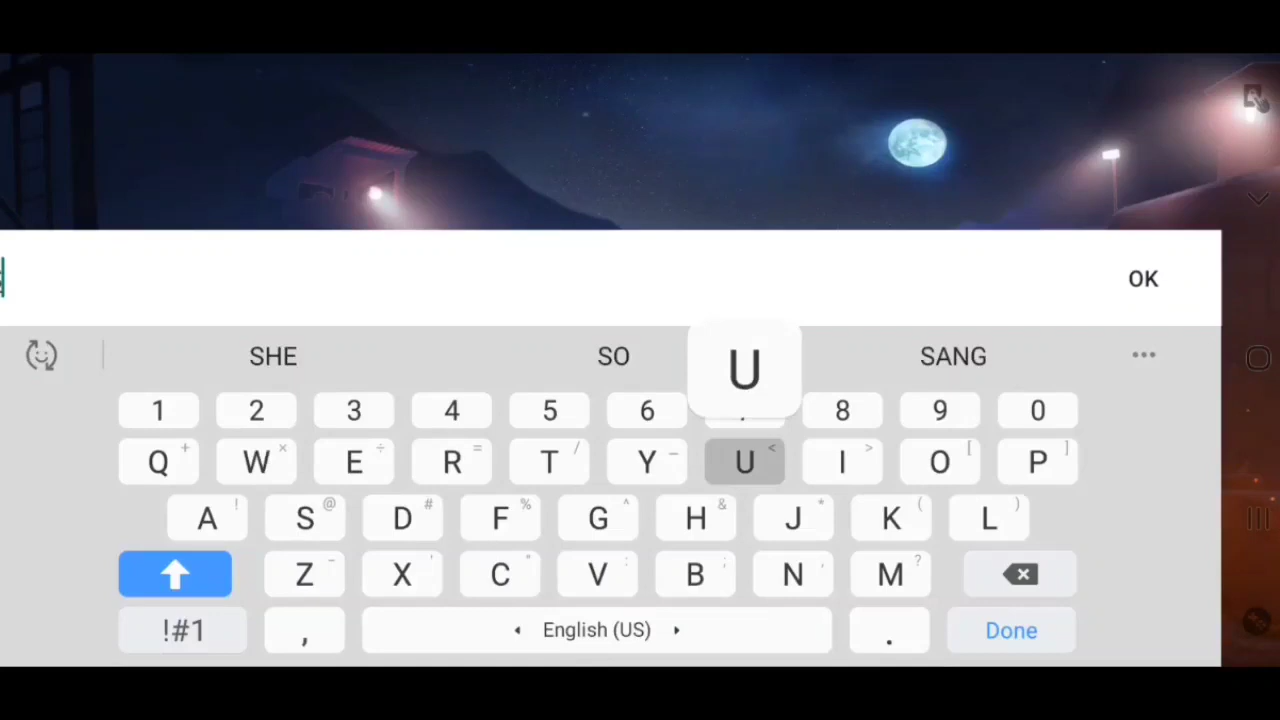 OK
SHE SO U SANG
1 2 3 4 5 6 8 9 0
Q + W × E ÷ R = T / Y _ U < I > O [ P ]
A ! S @ D # F % G ^ H & J * K ( L )
Z - X ' C " V : B ; N , M ?
!#1 , English (US) . Done